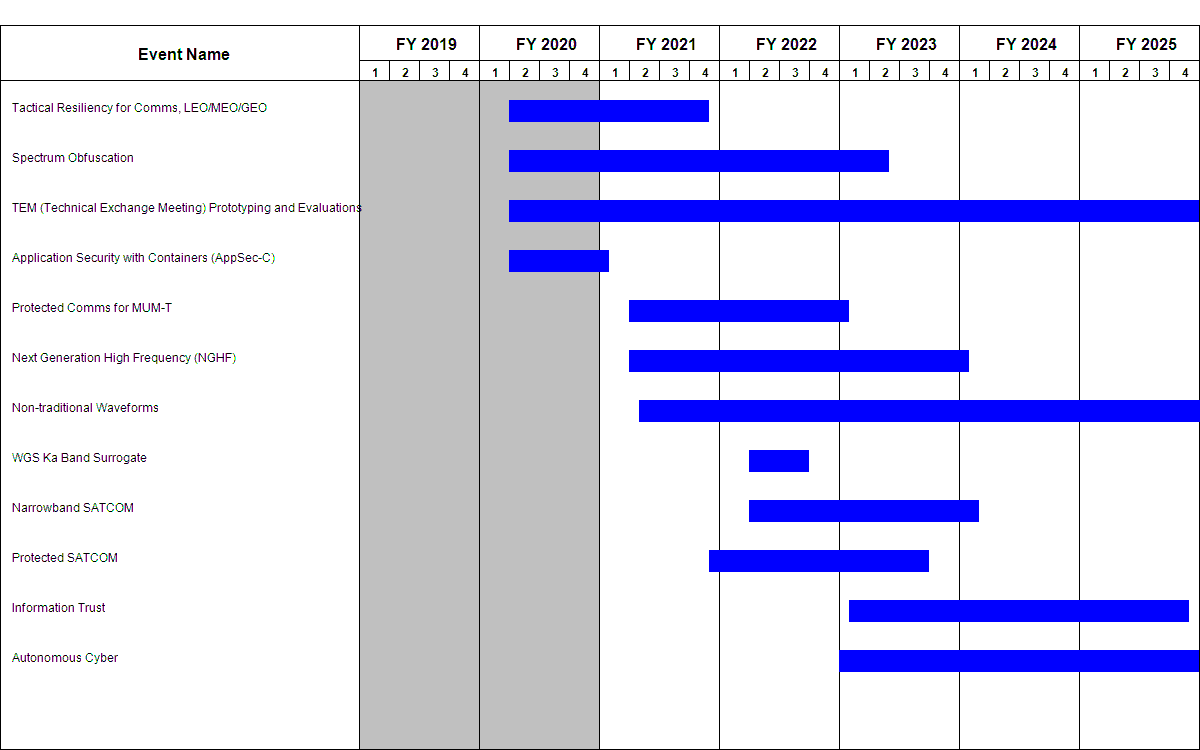 Event Name FY 2019 FY 2020 FY 2021 FY 2022 FY 2023 FY 2024 FY 2025
1 2 3 4 1 2 3 4 1 2 3 4 1 2 3 4 1 2 3 4 1 2 3 4 1 2 3 4
Tactical Resiliency for Comms, LEO/MEO/GEO
Spectrum Obfuscation
TEM (Technical Exchange Meeting) Prototyping and Evaluations
Application Security with Containers (AppSec-C)
Protected Comms for MUM-T
Next Generation High Frequency (NGHF)
Non-traditional Waveforms
WGS Ka Band Surrogate
Narrowband SATCOM
Protected SATCOM
Information Trust
Autonomous Cyber